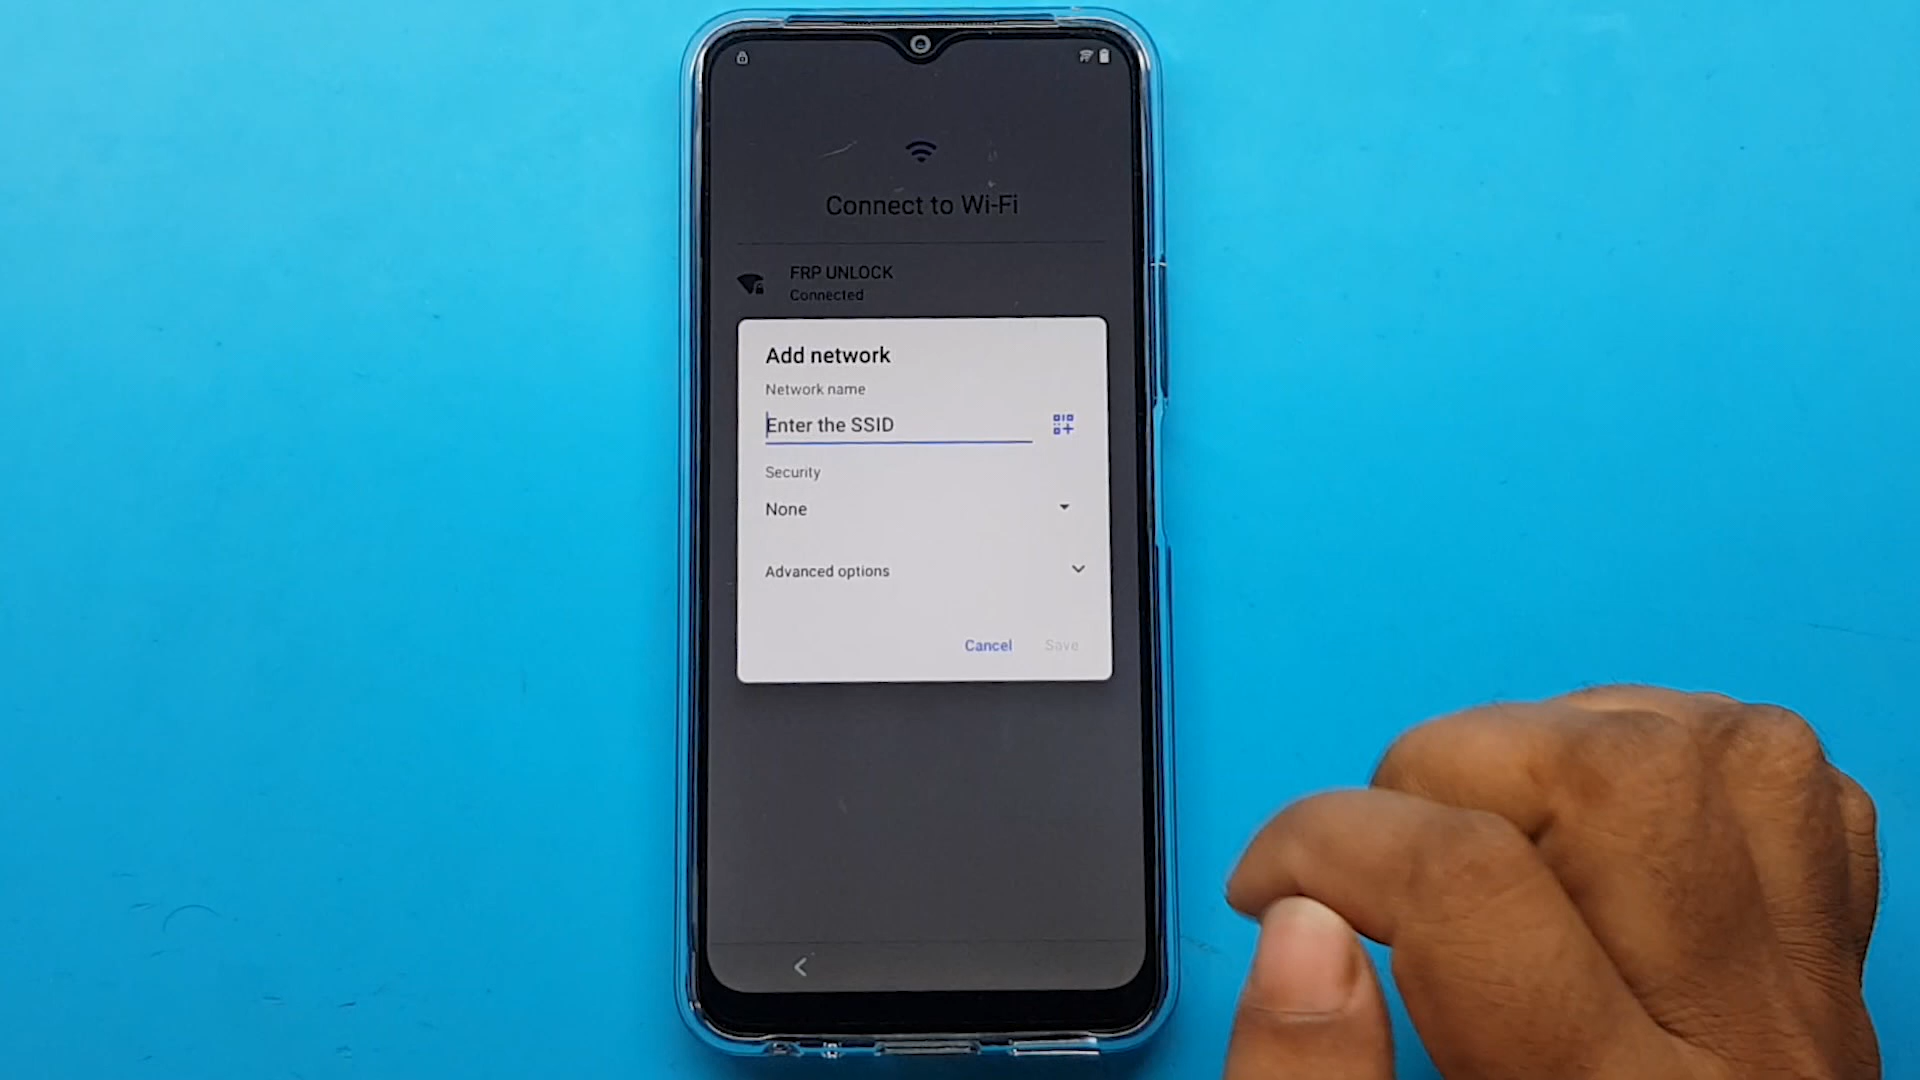 Connect to Wi-Fi
FRP UNLOCK
Connected
Add network
Network name
Enter the SSID
Security
None
Advanced options
Cancel
Save